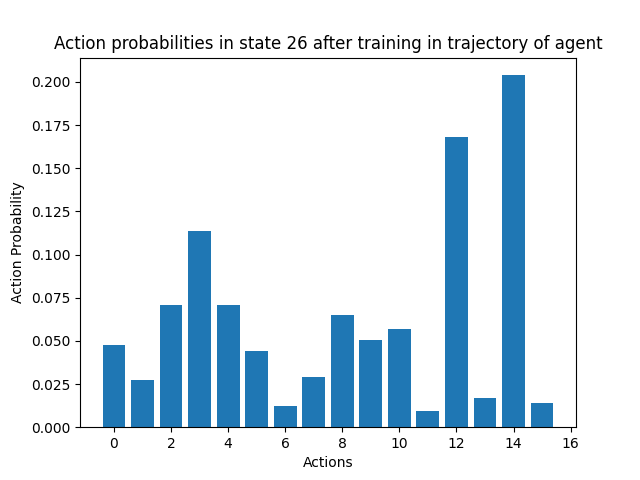 Action probabilities in state 26 after training in trajectory of agent
0.200
0.175
0.150
0.125
0.100
0.075
0.050
0.025
0.000
Action Probability
0 2 4 6 8 10 12 14 16
Actions